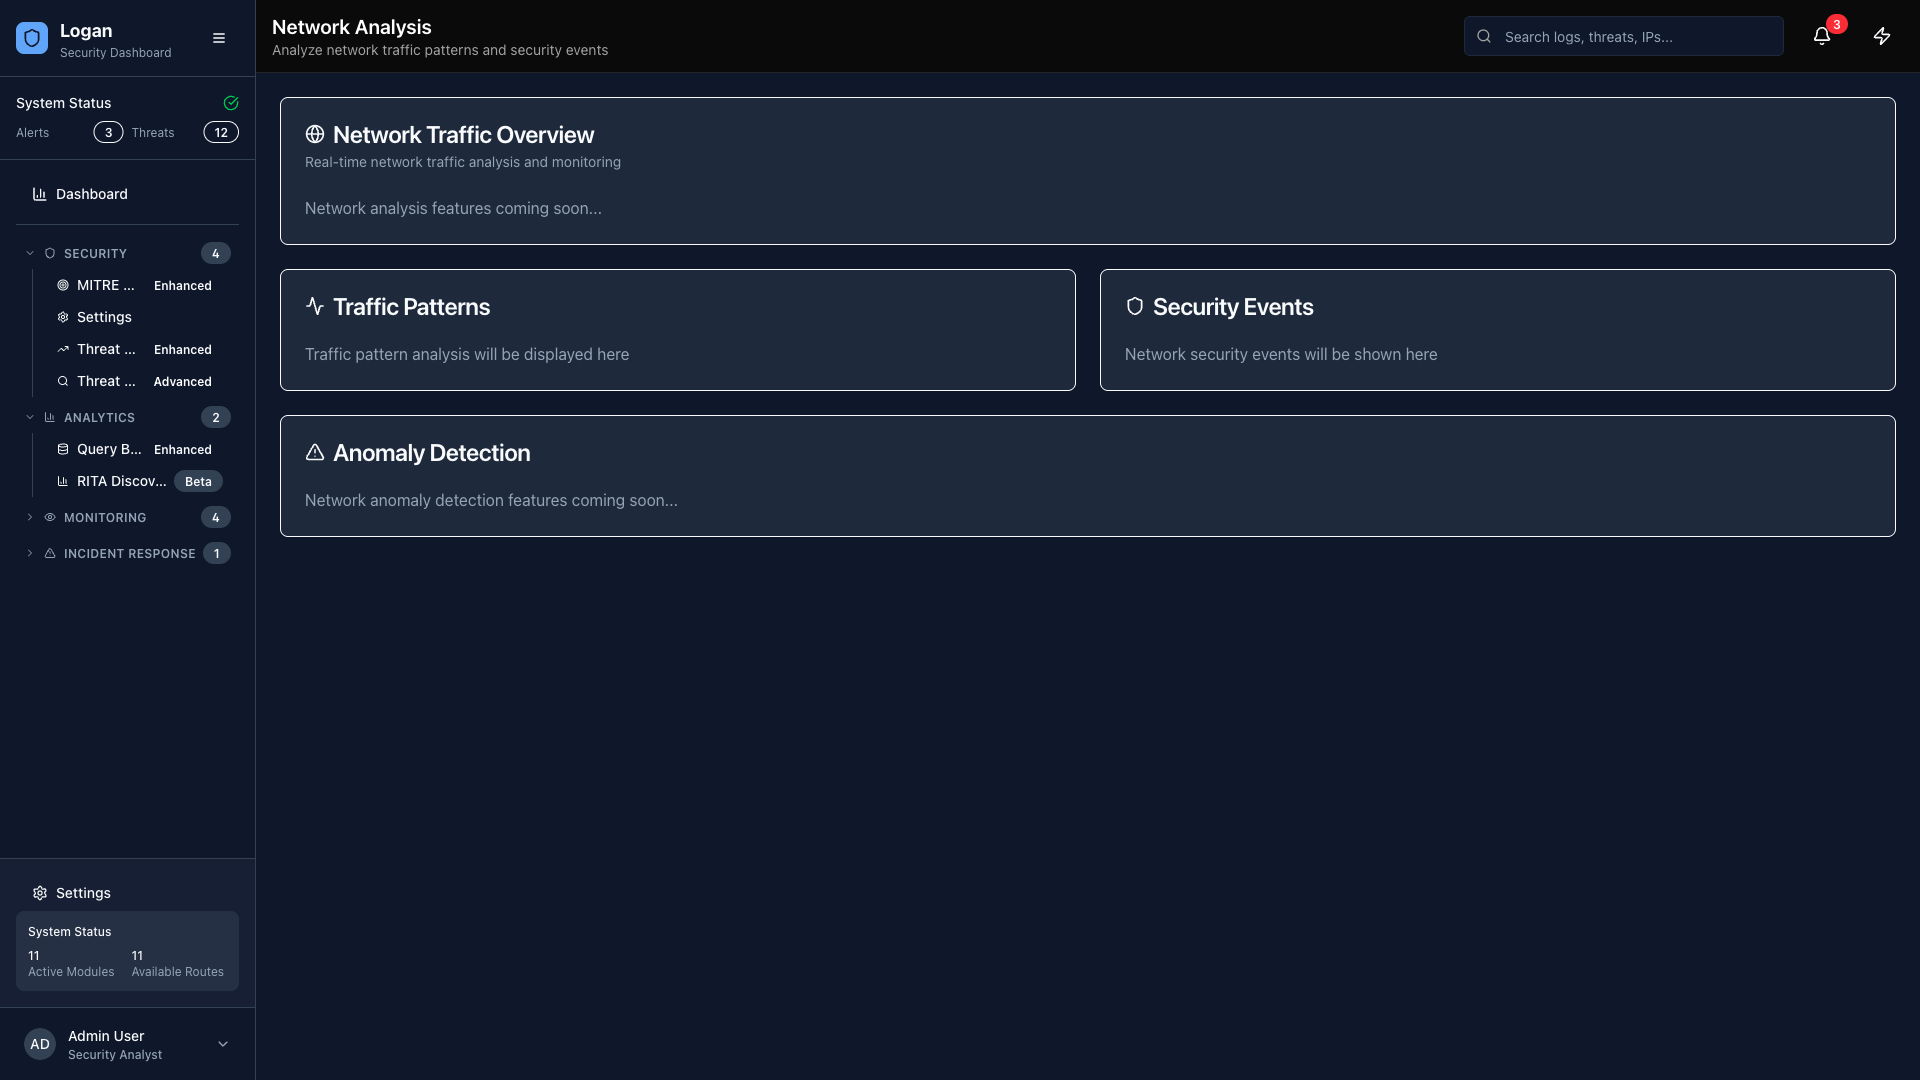 Logan
Security Dashboard
System Status
Alerts 3 Threats 12
Dashboard
SECURITY 4
MITRE ... Enhanced
Settings
Threat ... Enhanced
Threat ... Advanced
ANALYTICS 2
Query B... Enhanced
RITA Discov... Beta
MONITORING 4
INCIDENT RESPONSE 1
Settings
System Status
11 11
Active Modules Available Routes
AD
Admin User
Security Analyst
Network Analysis
Analyze network traffic patterns and security events
Search logs, threats, IPs...
3
Network Traffic Overview
Real-time network traffic analysis and monitoring
Network analysis features coming soon...
Traffic Patterns
Traffic pattern analysis will be displayed here
Security Events
Network security events will be shown here
Anomaly Detection
Network anomaly detection features coming soon...